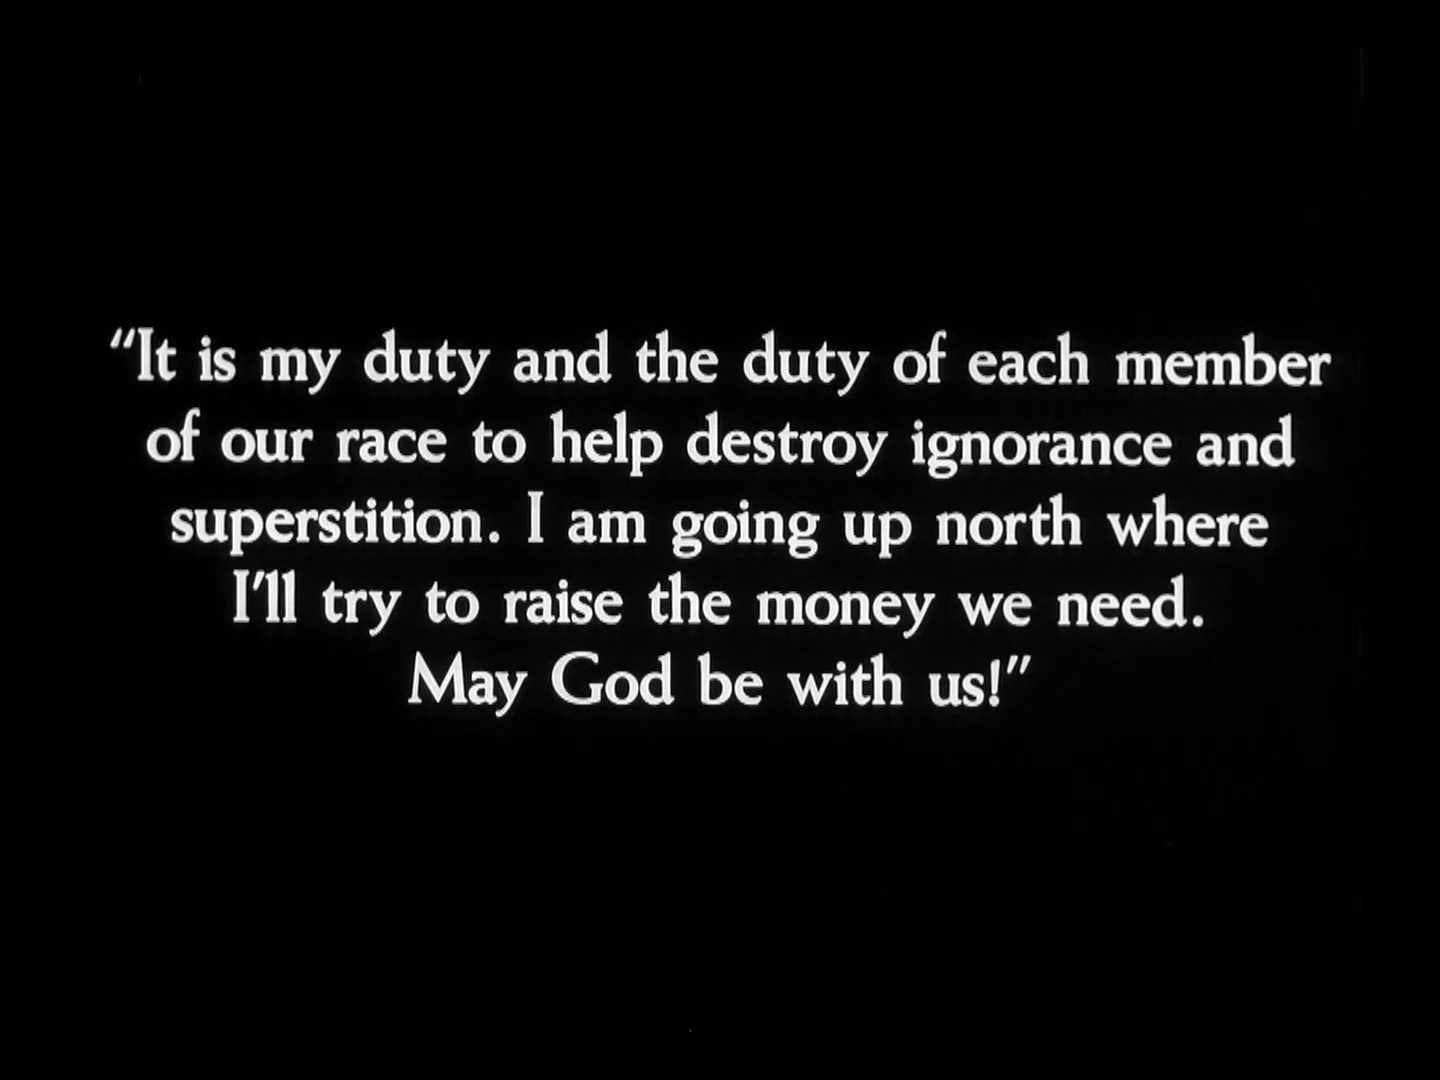 “It is my duty and the duty of each member
of our race to help destroy ignorance and
superstition. I am going up north where
I'll try to raise the money we need.
May God be with us!”